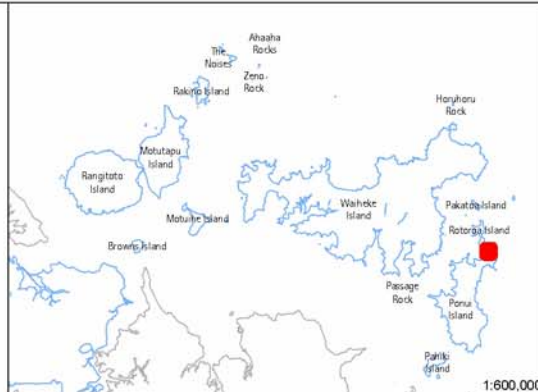 Ahaaha
Rocks
The
Noises
Zeno
Rock
Rakino Island
Horuhoru
Rock
Motutapu
Island
Rangitoto
Island
Waiheke
Island
Pakatoa Island
Motuihe Island
Rotoroa Island
Browns Island
Passage
Rock
Ponui
Island
Pahiki
Island
1:600,000